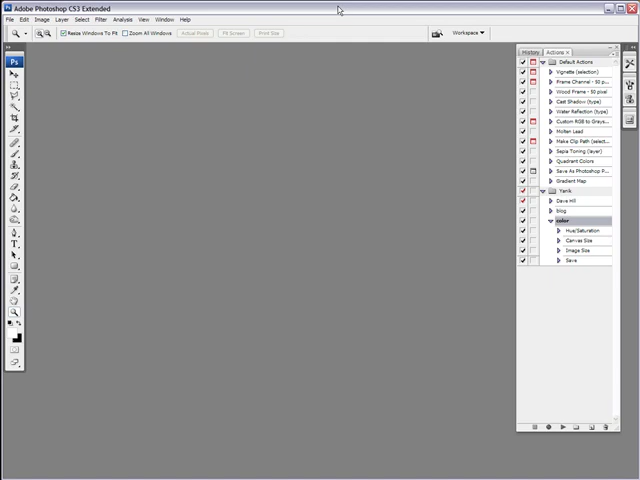 Adobe Photoshop CS3 Extended
File Edit Image Layer Select Filter Analysis View Window Help
Resize Windows To Fit Zoom All Windows Actual Pixels Fit Screen Print Size Workspace
Ps
History Actions
Default Actions
Vignette (selection)
Frame Channel - 50 p...
Wood Frame - 50 pixel
Cast Shadow (type)
Water Reflection (type)
Custom RGB to Grays...
Molten Lead
Make Clip Path (select...
Sepia Toning (layer)
Quadrant Colors
Save As Photoshop P...
Gradient Map
Yanik
Dave Hill
blog
color
Hue/Saturation
Canvas Size
Image Size
Save